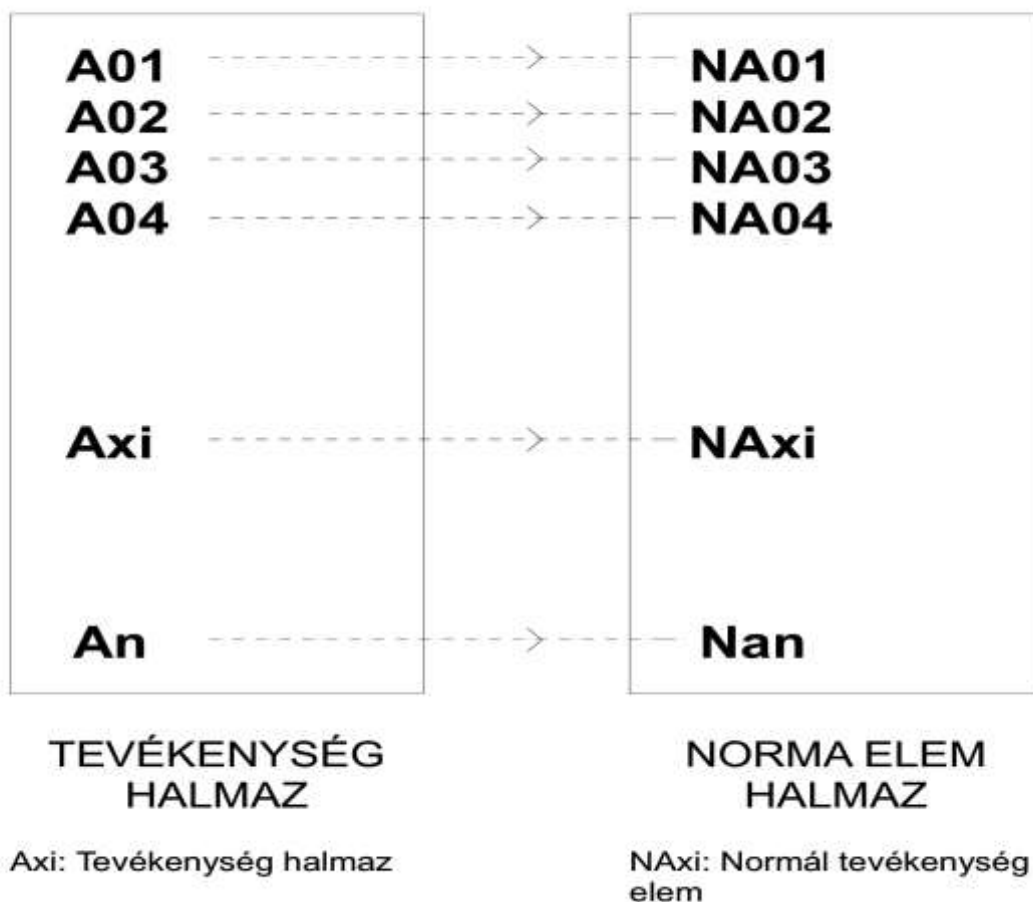 A01 NA01
A02 NA02
A03 NA03
A04 NA04
Axi NAxi
An Nan
TEVÉKENYSÉG
HALMAZ
NORMA ELEM
HALMAZ
Axi: Tevékenység halmaz
NAxi: Normál tevékenység
elem